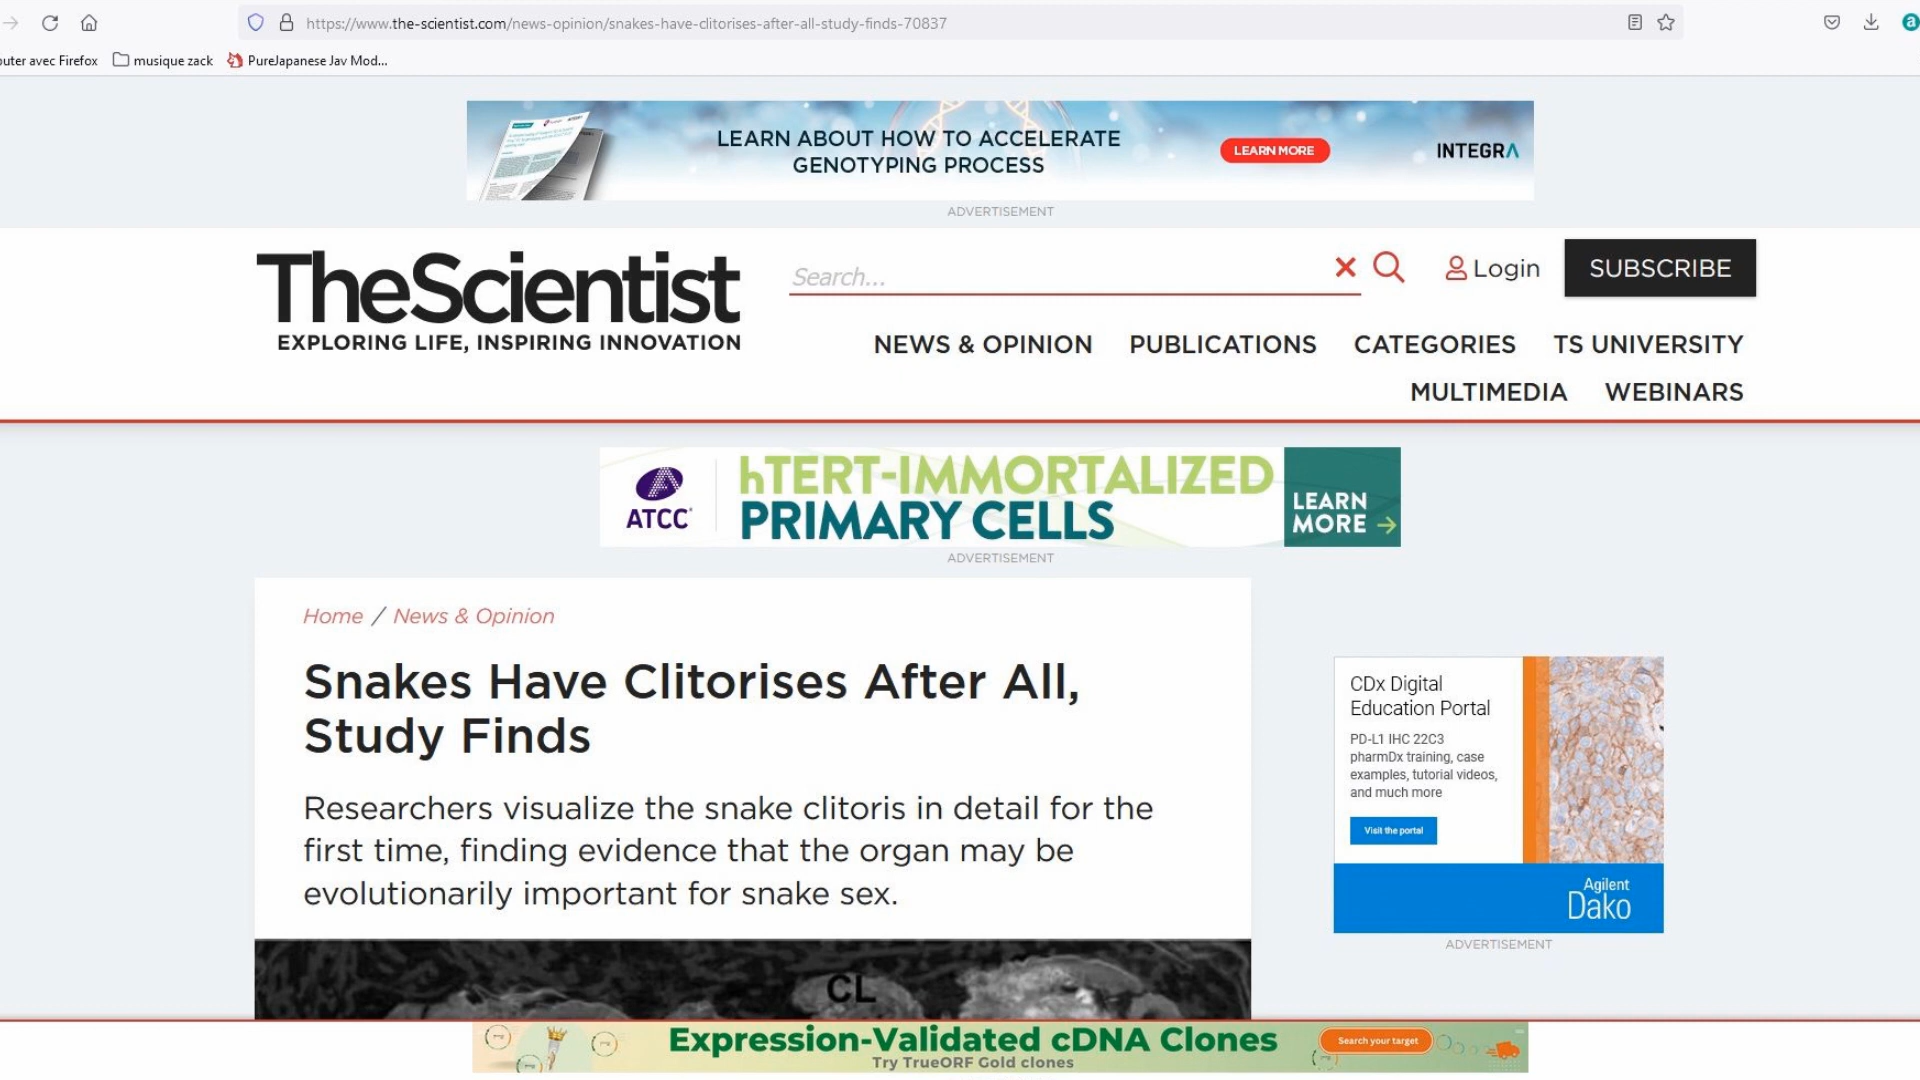 https://www.the-scientist.com/news-opinion/snakes-have-clitorises-after-all-study-finds-70837
outer avec Firefox musique zack PureJapanese Jav Mod...
LEARN ABOUT HOW TO ACCELERATE
GENOTYPING PROCESS
LEARN MORE
INTEGRA
ADVERTISEMENT
TheScientist
EXPLORING LIFE, INSPIRING INNOVATION
Search...
Login
SUBSCRIBE
NEWS & OPINION PUBLICATIONS CATEGORIES TS UNIVERSITY
MULTIMEDIA WEBINARS
ATCC
hTERT-IMMORTALIZED
PRIMARY CELLS
LEARN
MORE →
ADVERTISEMENT
Home / News & Opinion
Snakes Have Clitorises After All,
Study Finds
Researchers visualize the snake clitoris in detail for the
first time, finding evidence that the organ may be
evolutionarily important for snake sex.
CL
CDx Digital
Education Portal
PD-L1 IHC 22C3
pharmDx training, case
examples, tutorial videos,
and much more
Visit the portal
Agilent
Dako
ADVERTISEMENT
Expression-Validated cDNA Clones
Try TrueORF Gold clones
Search your target